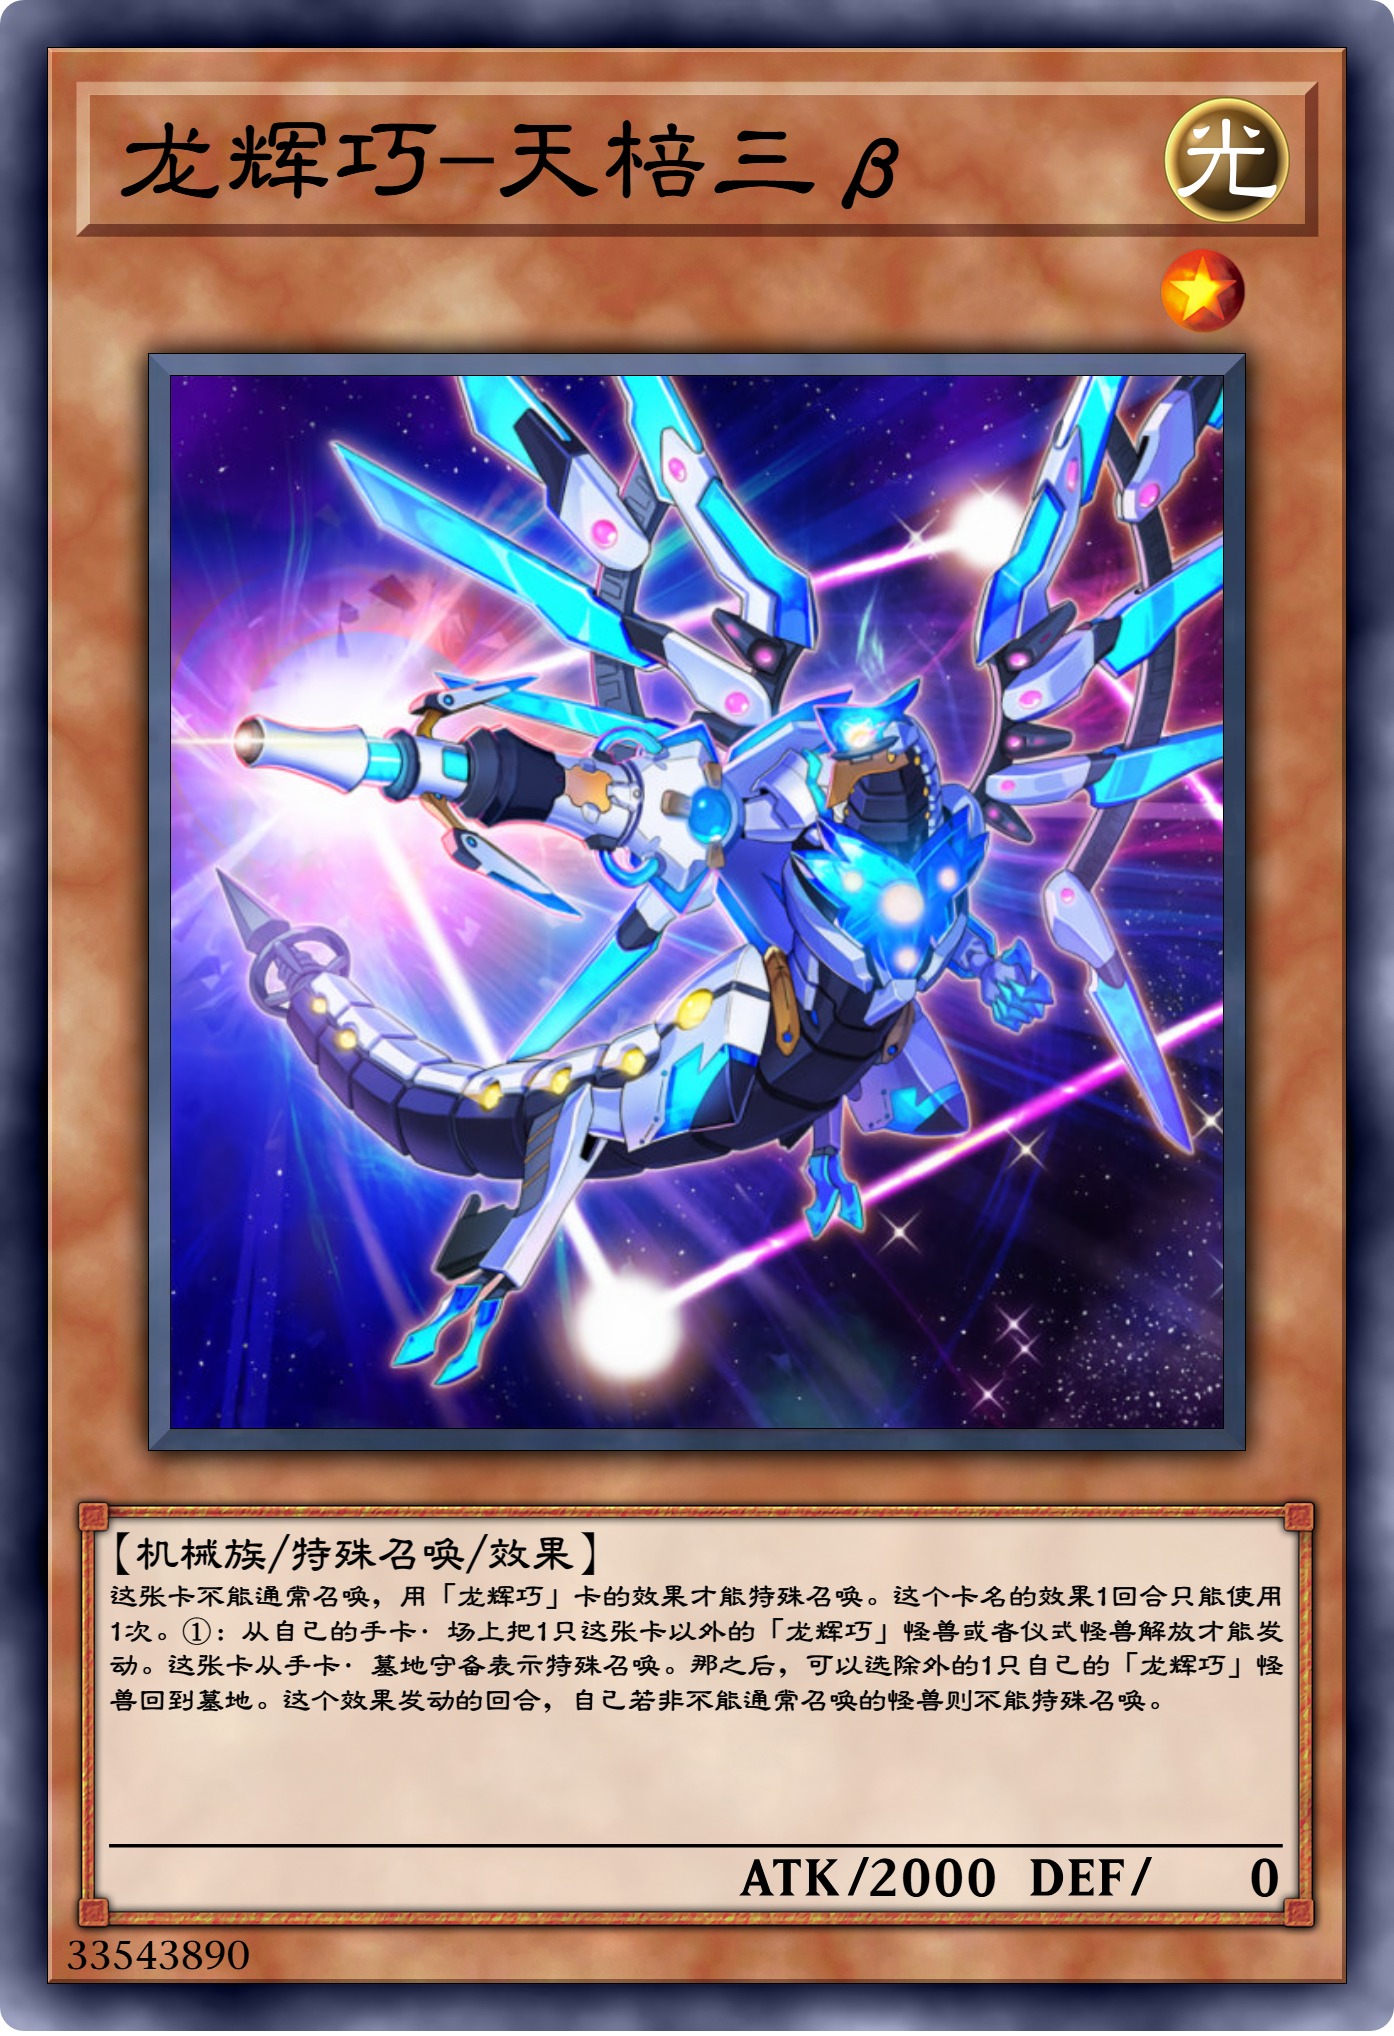 龙辉巧-天棓三β
光
【机械族/特殊召唤/效果】
这张卡不能通常召唤，用「龙辉巧」卡的效果才能特殊召唤。这个卡名的效果1回合只能使用
1次。①：从自己的手卡·场上把1只这张卡以外的「龙辉巧」怪兽或者仪式怪兽解放才能发
动。这张卡从手卡·墓地守备表示特殊召唤。那之后，可以选除外的1只自己的「龙辉巧」怪
兽回到墓地。这个效果发动的回合，自己若非不能通常召唤的怪兽则不能特殊召唤。
ATK/2000 DEF/ 0
33543890